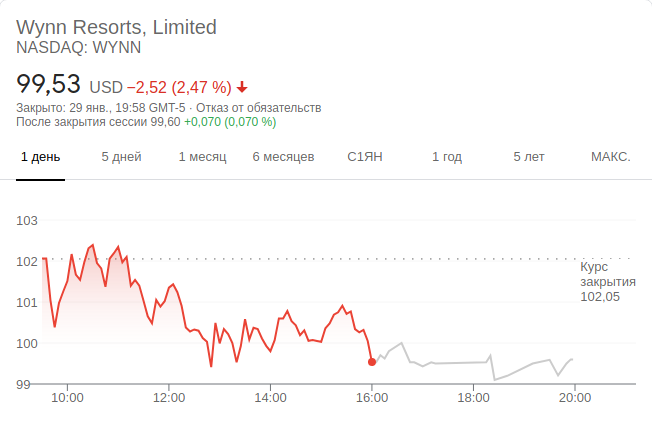 Wynn Resorts, Limited
NASDAQ: WYNN
99,53 USD −2,52 (2,47 %)
Закрыто: 29 янв., 19:58 GMT-5 · Отказ от обязательств
После закрытия сессии 99,60 +0,070 (0,070 %)
1 день 5 дней 1 месяц 6 месяцев С1ЯН 1 год 5 лет МАКС.
103
102
Курс
закрытия
102,05
101
100
99
10:00 12:00 14:00 16:00 18:00 20:00